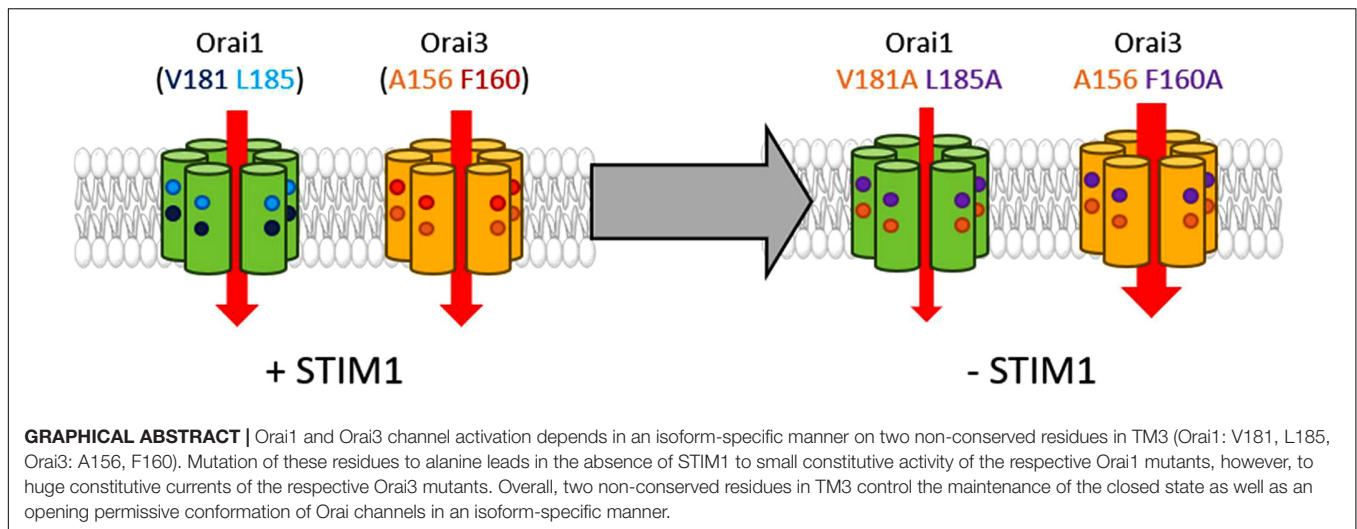 Orai1 Orai3 Orai1 Orai3
(V181 L185) (A156 F160) V181A L185A A156 F160A
+ STIM1 - STIM1
GRAPHICAL ABSTRACT | Orai1 and Orai3 channel activation depends in an isoform-specific manner on two non-conserved residues in TM3 (Orai1: V181, L185,
Orai3: A156, F160). Mutation of these residues to alanine leads in the absence of STIM1 to small constitutive activity of the respective Orai1 mutants, however, to
huge constitutive currents of the respective Orai3 mutants. Overall, two non-conserved residues in TM3 control the maintenance of the closed state as well as an
opening permissive conformation of Orai channels in an isoform-specific manner.